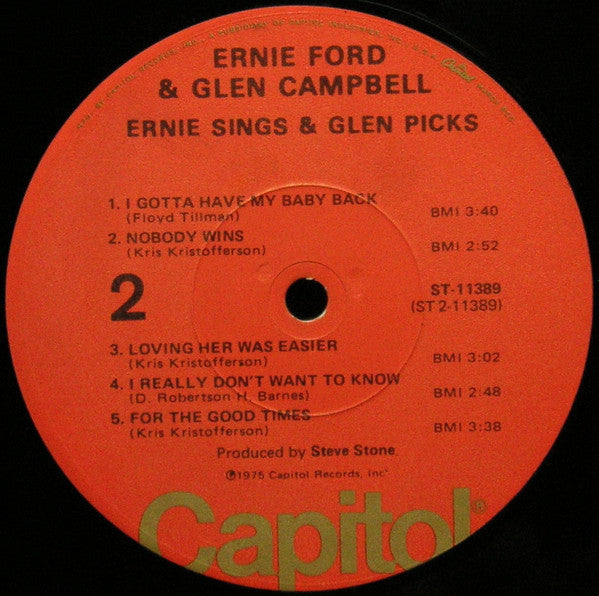 ERNIE FORD
& GLEN CAMPBELL
ERNIE SINGS & GLEN PICKS
1. I GOTTA HAVE MY BABY BACK
(Floyd Tillman) BMI 3:40
2. NOBODY WINS
(Kris Kristofferson) BMI 2:52
2
ST-11389
(ST 2-11389)
3. LOVING HER WAS EASIER
(Kris Kristofferson) BMI 3:02
4. I REALLY DON'T WANT TO KNOW
(D. Robertson H. Barnes) BMI 2:48
5. FOR THE GOOD TIMES
(Kris Kristofferson) BMI 3:38
Produced by Steve Stone
℗1975 Capitol Records, Inc.
Capitol®